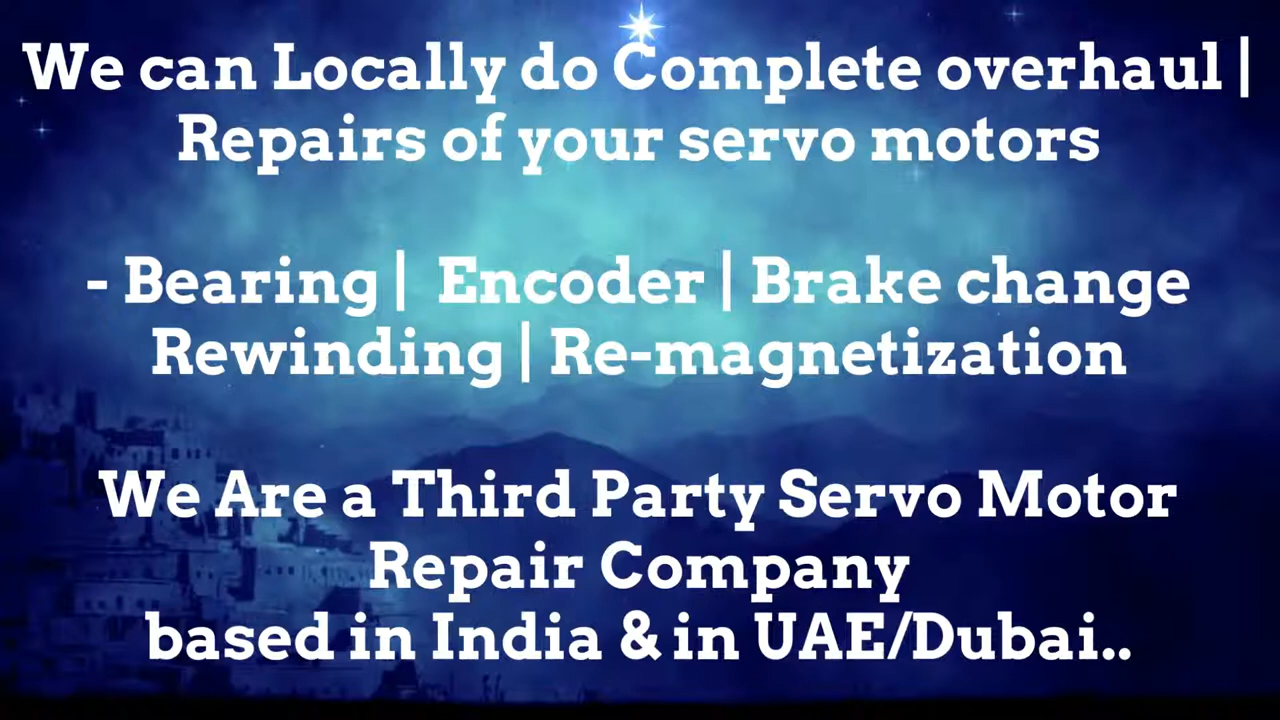 We can Locally do Complete overhaul |
Repairs of your servo motors
- Bearing | Encoder | Brake change
Rewinding | Re-magnetization
We Are a Third Party Servo Motor
Repair Company
based in India & in UAE/Dubai..